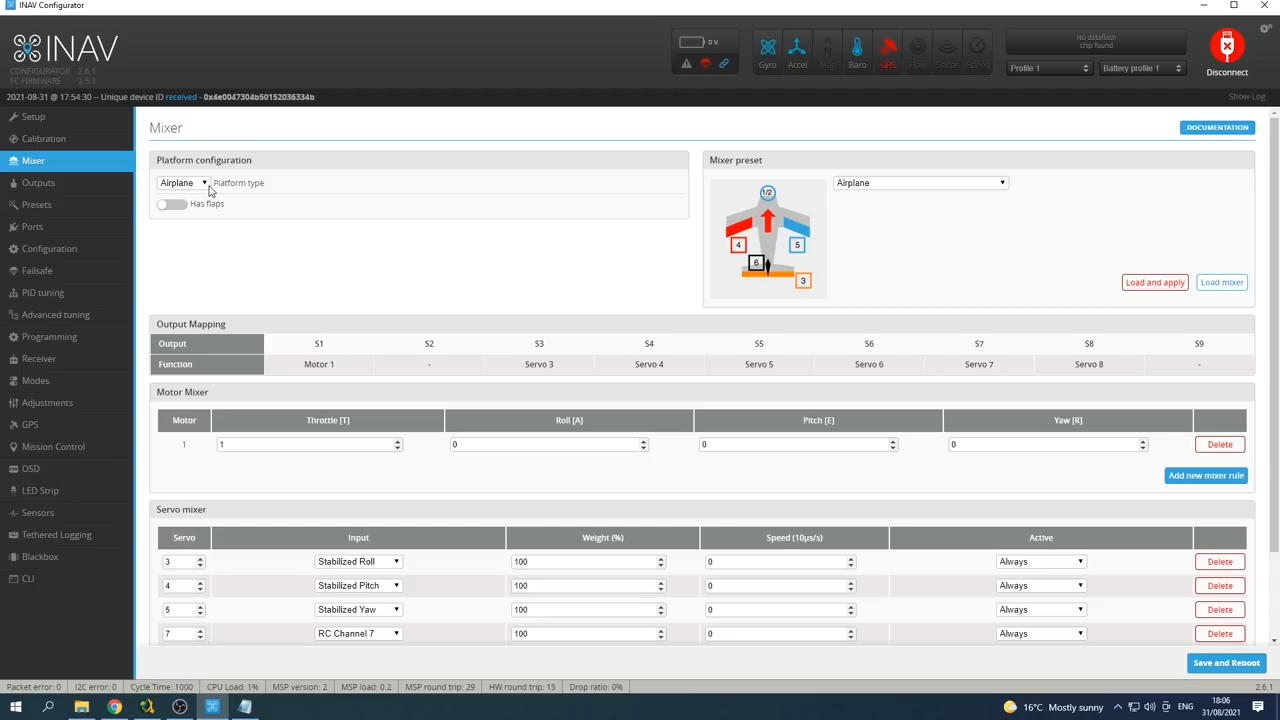 INAV Configurator
INAV
CONFIGURATOR 2.6.1
FC FIRMWARE 2.5.1
0 V
Gyro
Accel
Mag
Baro
GPS
Flow
Sonar
Speed
No dataflash
chip found
Profile 1
Battery profile 1
Disconnect
2021-08-31 @ 17:54:30 -- Unique device ID received - 0x4e0047304b50152036334b
Show Log
Setup
Calibration
Mixer
Outputs
Presets
Ports
Configuration
Failsafe
PID tuning
Advanced tuning
Programming
Receiver
Modes
Adjustments
GPS
Mission Control
OSD
LED Strip
Sensors
Tethered Logging
Blackbox
CLI
Mixer
DOCUMENTATION
Platform configuration
Airplane
Platform type
Has flaps
Mixer preset
1/2
4
5
6
3
Airplane
Load and apply
Load mixer
Output Mapping
Output S1 S2 S3 S4 S5 S6 S7 S8 S9
Function Motor 1 - Servo 3 Servo 4 Servo 5 Servo 6 Servo 7 Servo 8 -
Motor Mixer
Motor Throttle [T] Roll [A] Pitch [E] Yaw [R]
1 1 0 0 0 Delete
Add new mixer rule
Servo mixer
Servo Input Weight (%) Speed (10µs/s) Active
3 Stabilized Roll 100 0 Always Delete
4 Stabilized Pitch 100 0 Always Delete
5 Stabilized Yaw 100 0 Always Delete
7 RC Channel 7 100 0 Always Delete
Save and Reboot
Packet error: 0 I2C error: 0 Cycle Time: 1000 CPU Load: 1% MSP version: 2 MSP load: 0.2 MSP round trip: 29 HW round trip: 15 Drop ratio: 0% 2.6.1
16°C Mostly sunny
ENG
18:06
31/08/2021